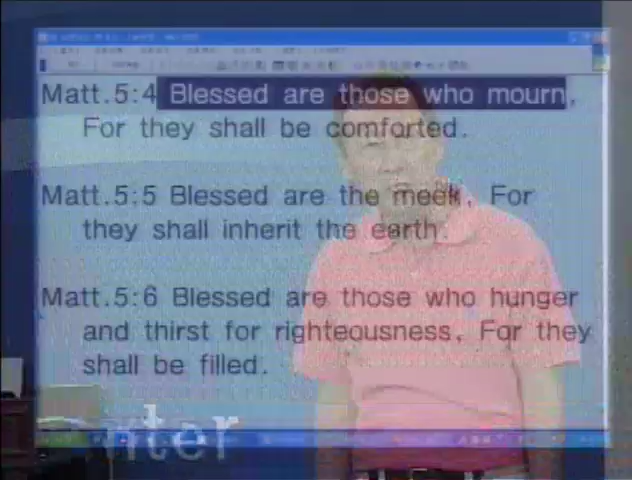 Matt.5:4 Blessed are those who mourn,
For they shall be comforted.
Matt.5:5 Blessed are the meek, For
they shall inherit the earth.
Matt.5:6 Blessed are those who hunger
and thirst for righteousness, For they
shall be filled.
nter